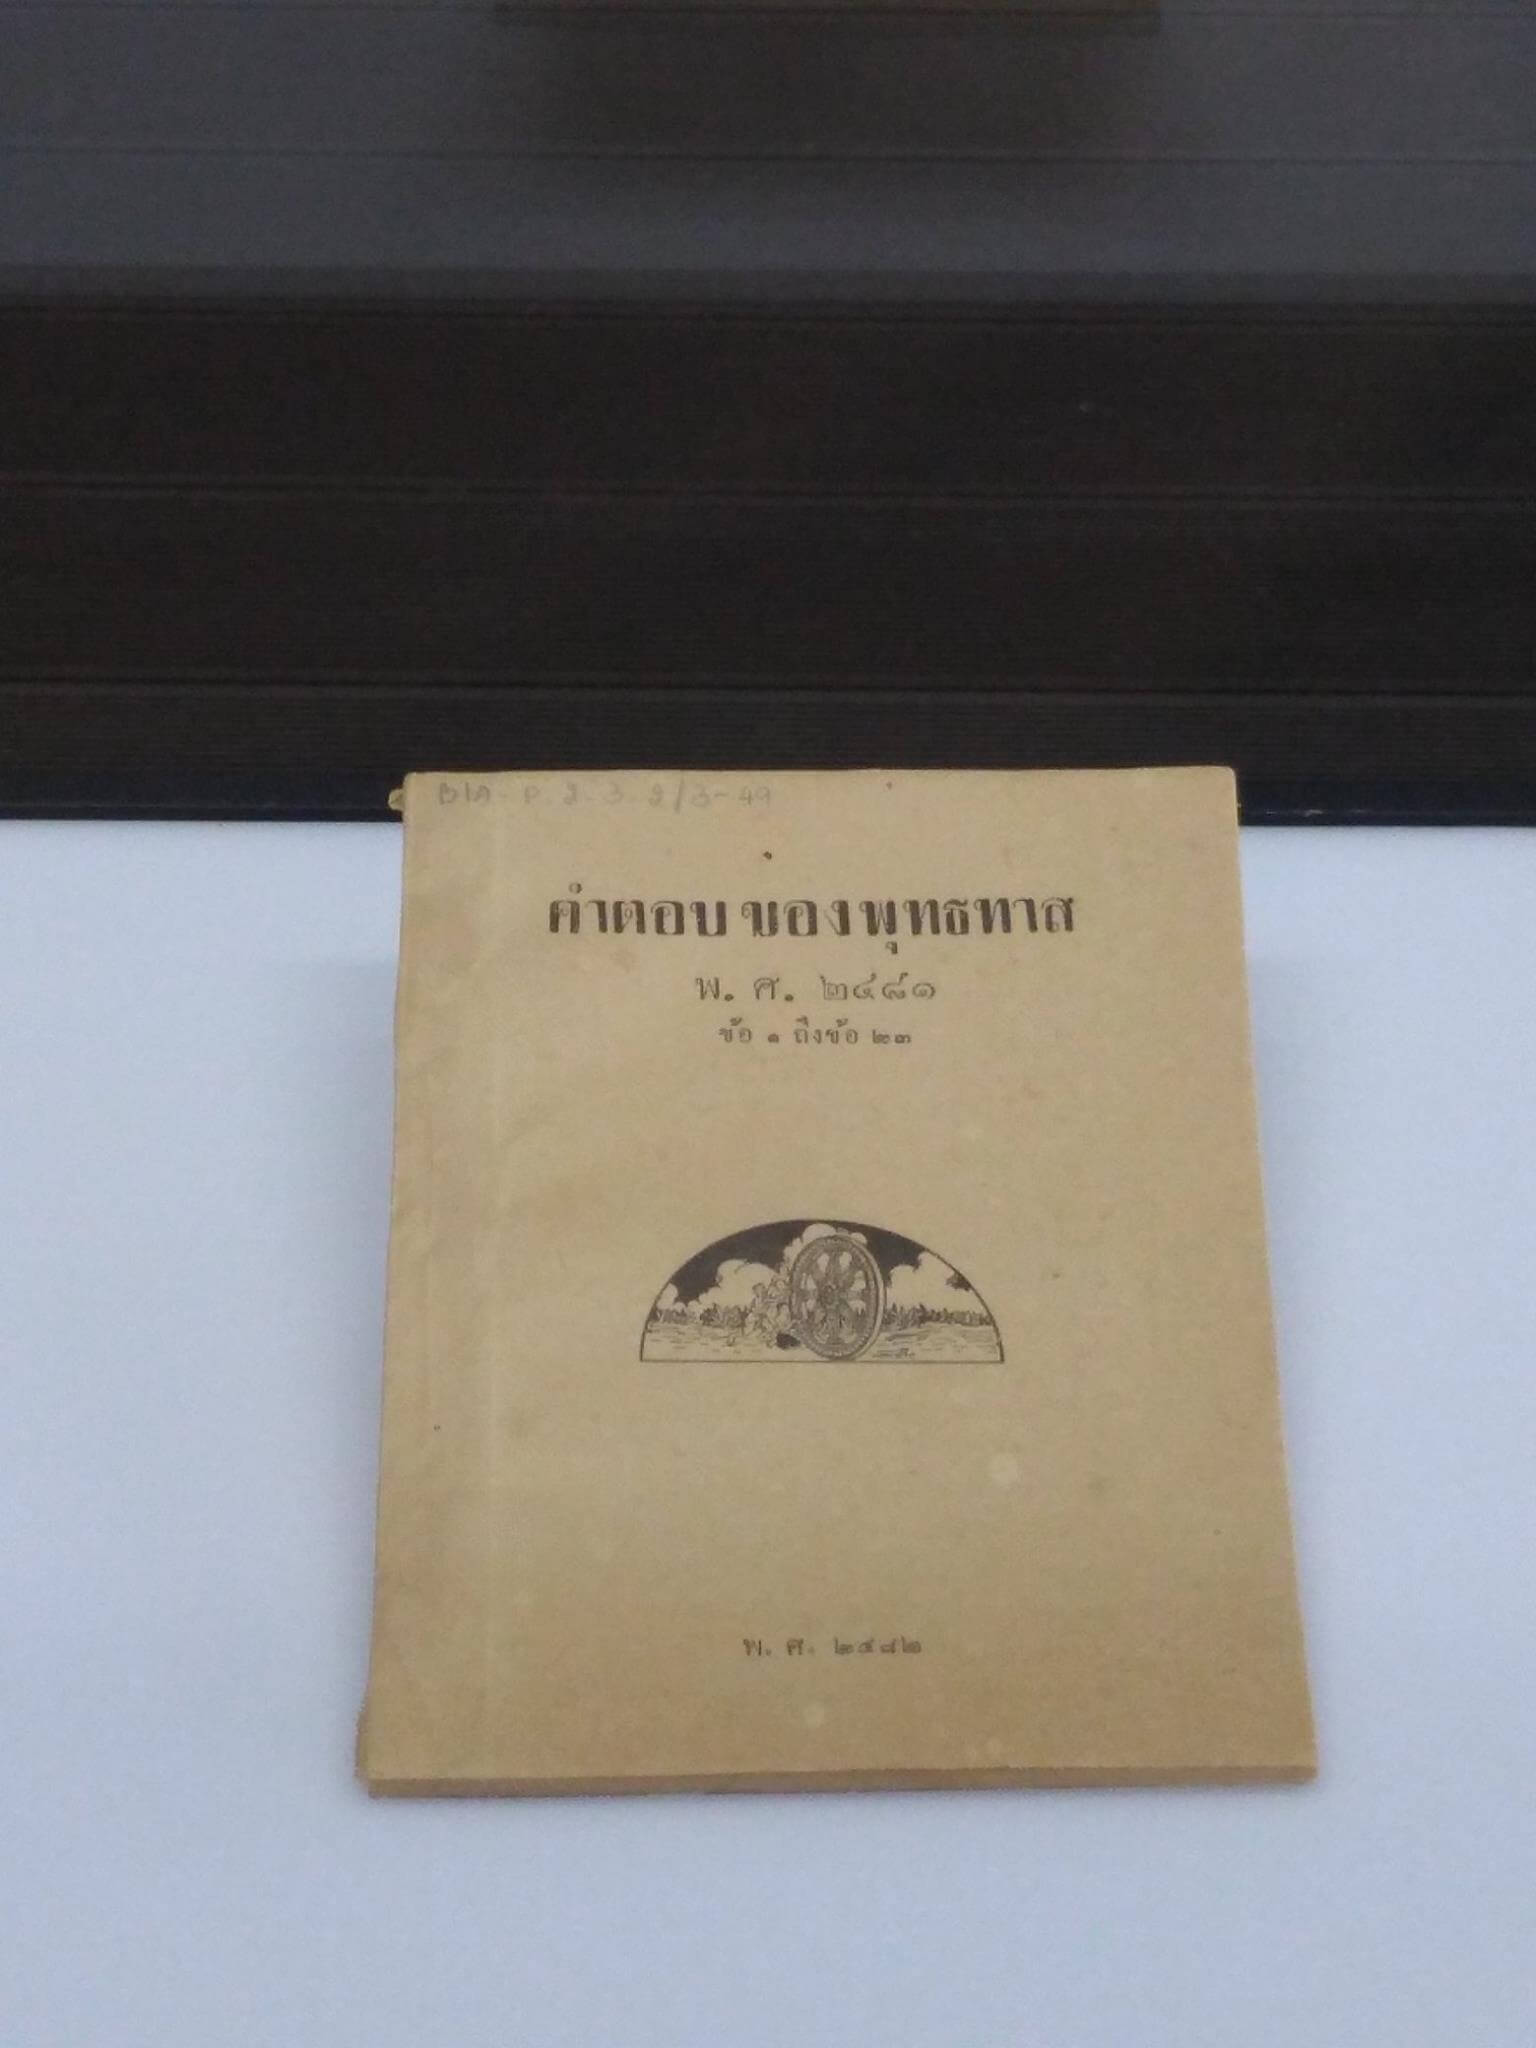 BIA-P. 2.3.2/3-49
คำตอบ ของพุทธทาส
พ. ศ. ๒๔๘๑
ข้อ ๑ ถึงข้อ ๒๓
พ. ศ. ๒๔๘๒